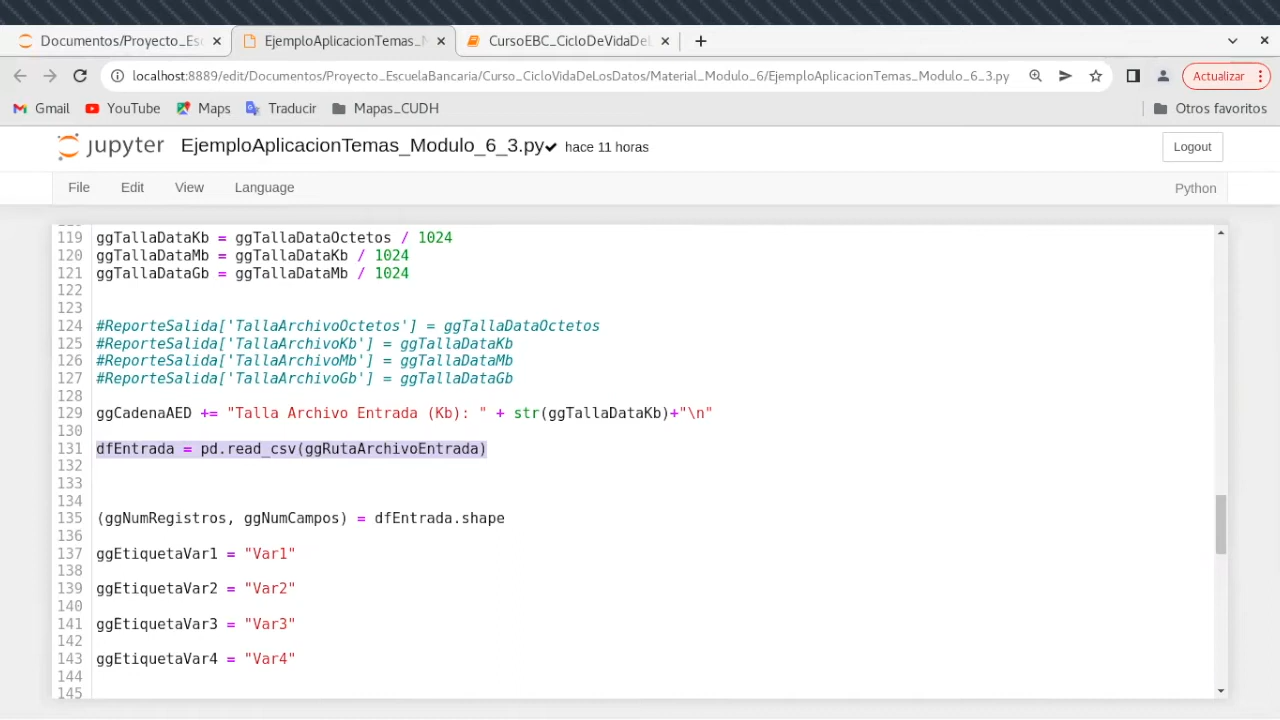 Documentos/Proyecto_Esc
EjemploAplicacionTemas_M
CursoEBC_CicloDeVidaDeL
localhost:8889/edit/Documentos/Proyecto_EscuelaBancaria/Curso_CicloVidaDeLosDatos/Material_Modulo_6/EjemploAplicacionTemas_Modulo_6_3.py
Actualizar
Gmail
YouTube
Maps
Traducir
Mapas_CUDH
Otros favoritos
jupyter
EjemploAplicacionTemas_Modulo_6_3.py
hace 11 horas
Logout
File
Edit
View
Language
Python
119 ggTallaDataKb = ggTallaDataOctetos / 1024
120 ggTallaDataMb = ggTallaDataKb / 1024
121 ggTallaDataGb = ggTallaDataMb / 1024
122
123
124 #ReporteSalida['TallaArchivoOctetos'] = ggTallaDataOctetos
125 #ReporteSalida['TallaArchivoKb'] = ggTallaDataKb
126 #ReporteSalida['TallaArchivoMb'] = ggTallaDataMb
127 #ReporteSalida['TallaArchivoGb'] = ggTallaDataGb
128
129 ggCadenaAED += "Talla Archivo Entrada (Kb): " + str(ggTallaDataKb)+"\n"
130
131 dfEntrada = pd.read_csv(ggRutaArchivoEntrada)
132
133
134
135 (ggNumRegistros, ggNumCampos) = dfEntrada.shape
136
137 ggEtiquetaVar1 = "Var1"
138
139 ggEtiquetaVar2 = "Var2"
140
141 ggEtiquetaVar3 = "Var3"
142
143 ggEtiquetaVar4 = "Var4"
144
145